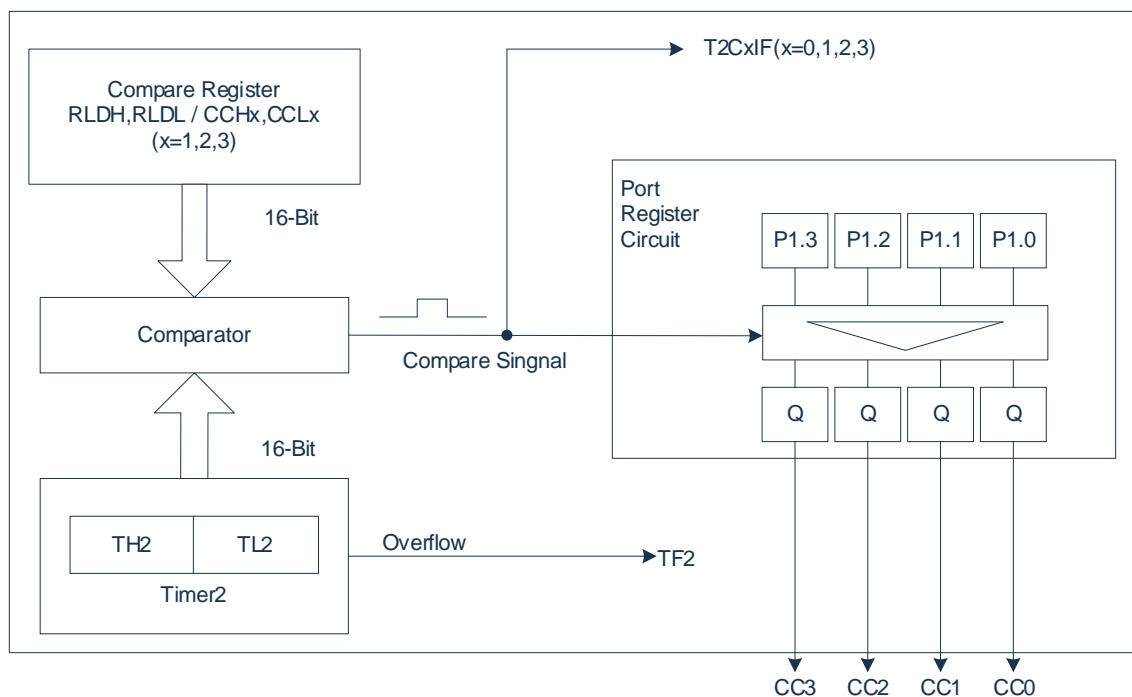 T2CxIF(x=0,1,2,3)
Compare Register
RLDH,RLDL / CCHx,CCLx
(x=1,2,3)
16-Bit
Port
Register
Circuit
P1.3 P1.2 P1.1 P1.0
Comparator
Compare Singnal
Q Q Q Q
16-Bit
TH2 TL2
Timer2
Overflow
TF2
CC3 CC2 CC1 CC0